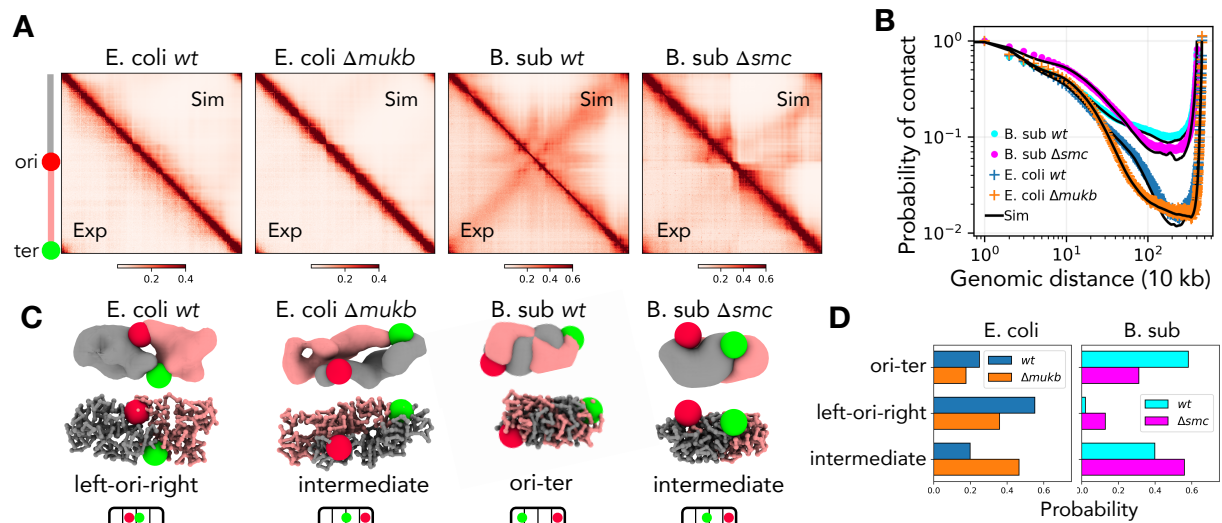 A
E. coli wt
E. coli Δmukb
B. sub wt
B. sub Δsmc
Sim
Sim
Sim
Sim
ori
ter
Exp
Exp
Exp
Exp
0.2 0.4
0.2 0.4
0.2 0.4 0.6
0.2 0.4 0.6
B
Probability of contact
10⁰
10⁻¹
10⁻²
B. sub wt
B. sub Δsmc
E. coli wt
E. coli Δmukb
Sim
10⁰ 10¹ 10²
Genomic distance (10 kb)
C
E. coli wt
E. coli Δmukb
B. sub wt
B. sub Δsmc
left-ori-right
intermediate
ori-ter
intermediate
D
E. coli
B. sub
ori-ter
left-ori-right
intermediate
wt
Δmukb
wt
Δsmc
0.0 0.2 0.4 0.6
0.0 0.2 0.4 0.6
Probability